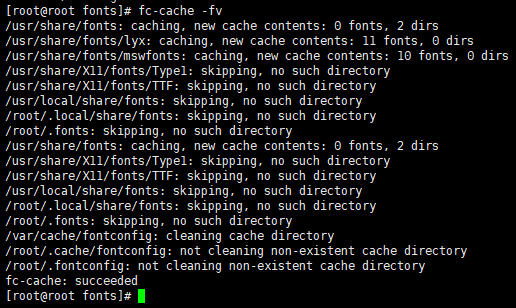 [root@root fonts]# fc-cache -fv
/usr/share/fonts: caching, new cache contents: 0 fonts, 2 dirs
/usr/share/fonts/lyx: caching, new cache contents: 11 fonts, 0 dirs
/usr/share/fonts/mswfonts: caching, new cache contents: 10 fonts, 0 dirs
/usr/share/X11/fonts/Type1: skipping, no such directory
/usr/share/X11/fonts/TTF: skipping, no such directory
/usr/local/share/fonts: skipping, no such directory
/root/.local/share/fonts: skipping, no such directory
/root/.fonts: skipping, no such directory
/usr/share/fonts: caching, new cache contents: 0 fonts, 2 dirs
/usr/share/X11/fonts/Type1: skipping, no such directory
/usr/share/X11/fonts/TTF: skipping, no such directory
/usr/local/share/fonts: skipping, no such directory
/root/.local/share/fonts: skipping, no such directory
/root/.fonts: skipping, no such directory
/var/cache/fontconfig: cleaning cache directory
/root/.cache/fontconfig: not cleaning non-existent cache directory
/root/.fontconfig: not cleaning non-existent cache directory
fc-cache: succeeded
[root@root fonts]#